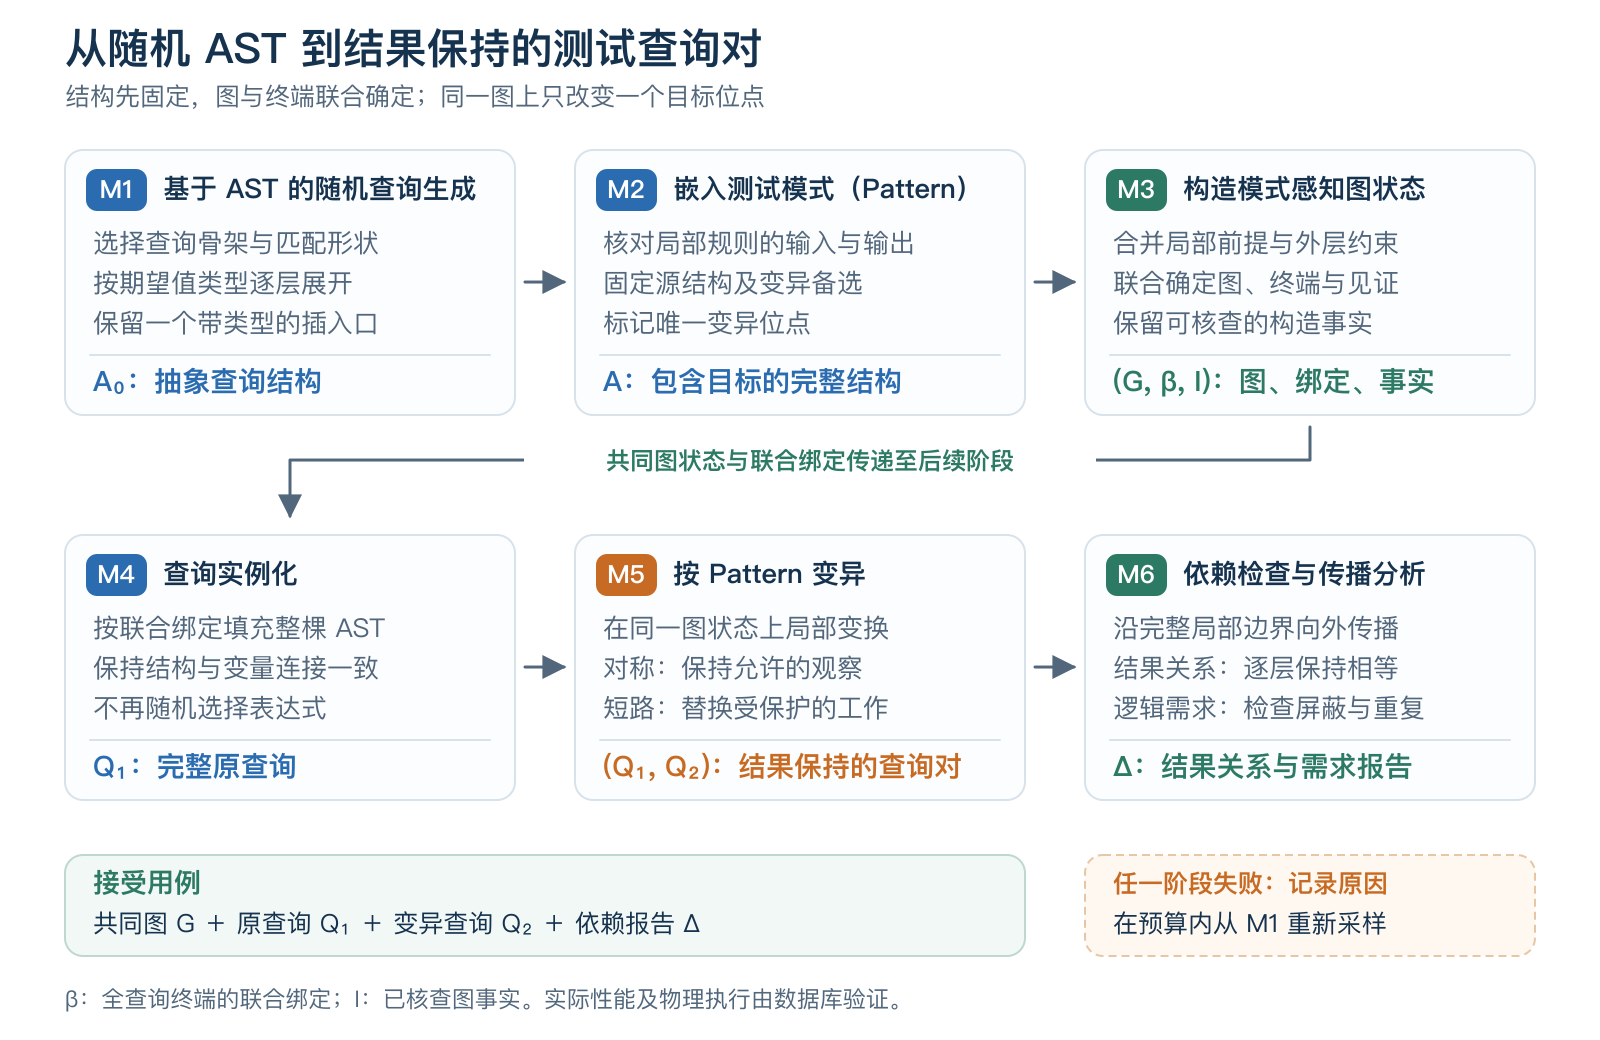 从随机 AST 到结果保持的测试查询对
结构先固定，图与终端联合确定；同一图上只改变一个目标位点
M1 基于 AST 的随机查询生成
选择查询骨架与匹配形状
按期望值类型逐层展开
保留一个带类型的插入口
A₀：抽象查询结构
M2 嵌入测试模式（Pattern）
核对局部规则的输入与输出
固定源结构及变异备选
标记唯一变异位点
A：包含目标的完整结构
M3 构造模式感知图状态
合并局部前提与外层约束
联合确定图、终端与见证
保留可核查的构造事实
(G, β, I)：图、绑定、事实
共同图状态与联合绑定传递至后续阶段
M4 查询实例化
按联合绑定填充整棵 AST
保持结构与变量连接一致
不再随机选择表达式
Q₁：完整原查询
M5 按 Pattern 变异
在同一图状态上局部变换
对称：保持允许的观察
短路：替换受保护的工作
(Q₁, Q₂)：结果保持的查询对
M6 依赖检查与传播分析
沿完整局部边界向外传播
结果关系：逐层保持相等
逻辑需求：检查屏蔽与重复
Δ：结果关系与需求报告
接受用例
共同图 G ＋ 原查询 Q₁ ＋ 变异查询 Q₂ ＋ 依赖报告 Δ
任一阶段失败：记录原因
在预算内从 M1 重新采样
β：全查询终端的联合绑定；I：已核查图事实。实际性能及物理执行由数据库验证。